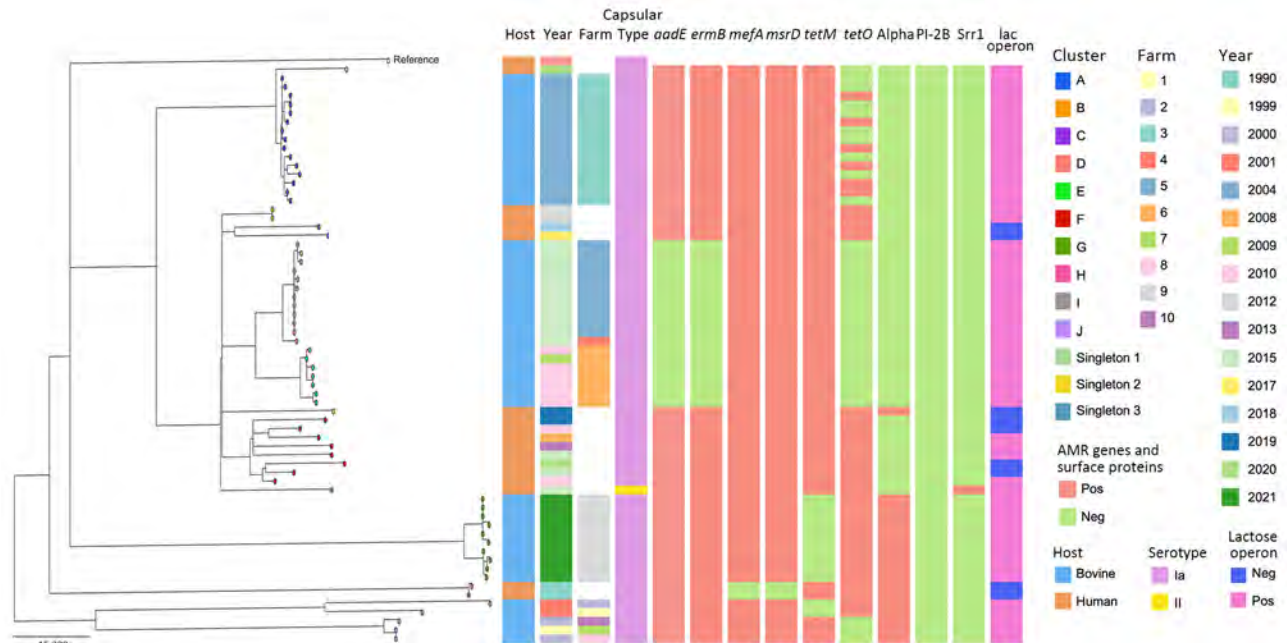 Capsular
Host Year Farm Type aadE ermB mefA msrD tetM tetO Alpha PI-2B Srr1 lac operon
Reference
Cluster
A
B
C
D
E
F
G
H
I
J
Singleton 1
Singleton 2
Singleton 3
Farm
1
2
3
4
5
6
7
8
9
10
Year
1990
1999
2000
2001
2004
2008
2009
2010
2012
2013
2015
2017
2018
2019
2020
2021
AMR genes and
surface proteins
Pos
Neg
Host
Bovine
Human
Serotype
Ia
II
Lactose
operon
Neg
Pos